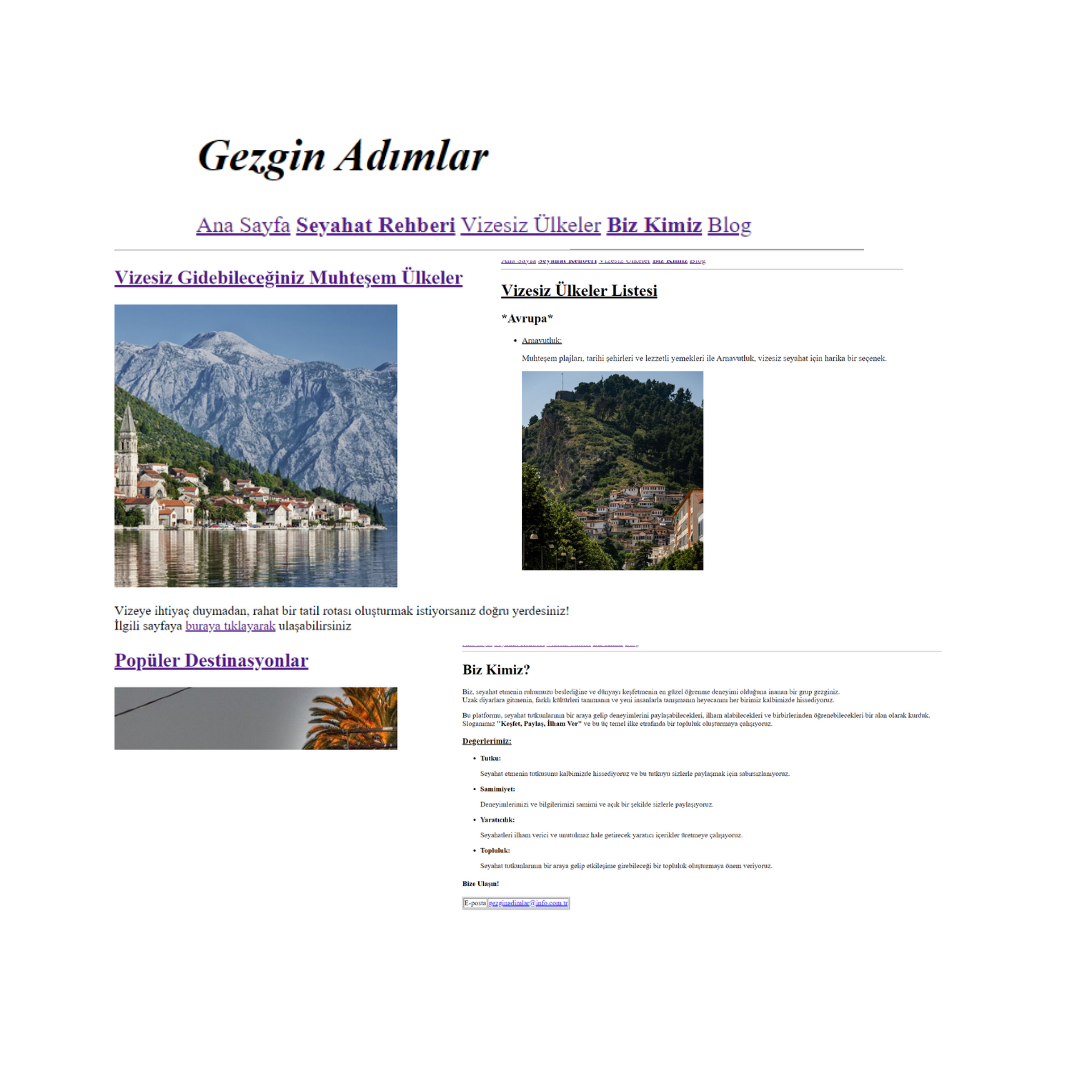 Gezgin Adımlar
Ana Sayfa Seyahat Rehberi Vizesiz Ülkeler Biz Kimiz Blog
Vizesiz Gidebileceğiniz Muhteşem Ülkeler
Vizeye ihtiyaç duymadan, rahat bir tatil rotası oluşturmak istiyorsanız doğru yerdesiniz!
İlgili sayfaya buraya tıklayarak ulaşabilirsiniz
Popüler Destinasyonlar
Ana Sayfa Seyahat Rehberi Vizesiz Ülkeler Biz Kimiz Blog
Vizesiz Ülkeler Listesi
*Avrupa*
• Arnavutluk:
Muhteşem plajları, tarihi şehirleri ve lezzetli yemekleri ile Arnavutluk, vizesiz seyahat için harika bir seçenek.
Biz Kimiz?
Biz, seyahat etmenin ruhumuzu beslediğine ve dünyayı keşfetmenin en güzel öğrenme deneyimi olduğuna inanan bir grup gezginiz.
Uzak diyarlara gitmenin, farklı kültürleri tanımanın ve yeni insanlarla tanışmanın heyecanını her birimiz kalbimizde hissediyoruz.
Bu platformu, seyahat tutkunlarının bir araya gelip deneyimlerini paylaşabilecekleri, ilham alabilecekleri ve birbirlerinden öğrenebilecekleri bir alan olarak kurduk.
Sloganımız "Keşfet, Paylaş, İlham Ver" ve bu üç temel ilke etrafında bir topluluk oluşturmaya çalışıyoruz.
Değerlerimiz:
• Tutku:
Seyahat etmenin tutkusunu kalbimizde hissediyoruz ve bu tutkuyu sizlerle paylaşmak için sabırsızlanıyoruz.
• Samimiyet:
Deneyimlerimizi ve bilgilerimizi samimi ve açık bir şekilde sizlerle paylaşıyoruz.
• Yaratıcılık:
Seyahatleri ilham verici ve unutulmaz hale getirecek yaratıcı içerikler üretmeye çalışıyoruz.
• Topluluk:
Seyahat tutkunlarının bir araya gelip etkileşime girebileceği bir topluluk oluşturmaya önem veriyoruz.
Bize Ulaşın!
E-posta gezginadimlar@info.com.tr